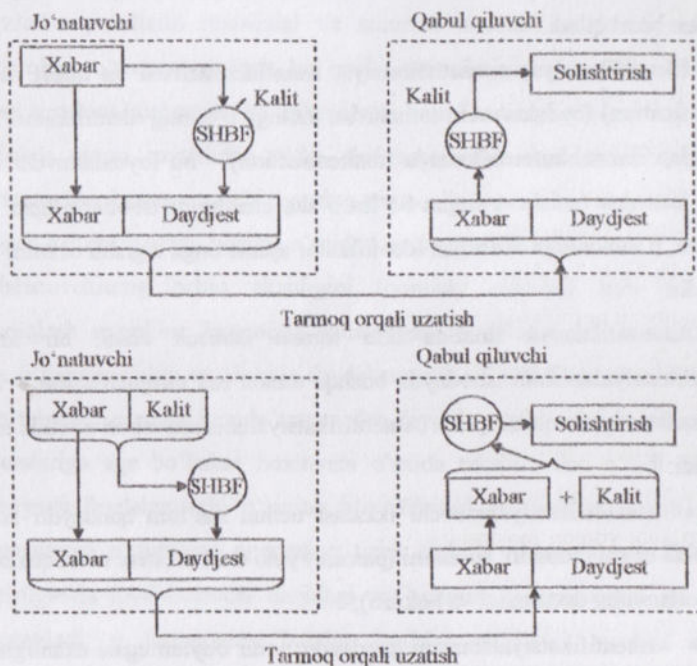 Jo‘natuvchi
Qabul qiluvchi
Xabar
Kalit
SHBF
Xabar Daydjest
Kalit
SHBF
Solishtirish
Xabar Daydjest
Tarmoq orqali uzatish
Jo‘natuvchi
Qabul qiluvchi
Xabar Kalit
SHBF
Xabar Daydjest
SHBF
Solishtirish
Xabar + Kalit
Xabar Daydjest
Tarmoq orqali uzatish